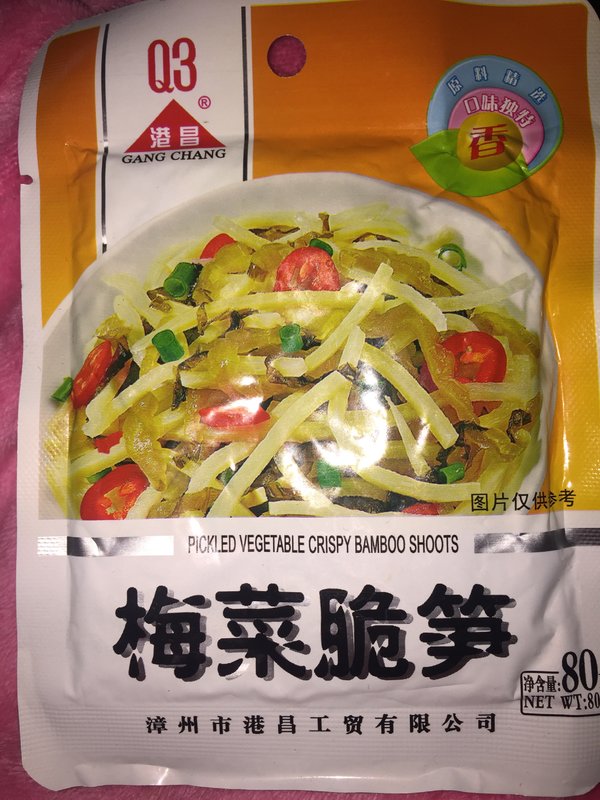 Q3
港昌®
GANG CHANG
原料精选
口味独特
香
图片仅供参考
PICKLED VEGETABLE CRISPY BAMBOO SHOOTS
梅菜脆笋
净含量:80
NET WT:80
漳州市港昌工贸有限公司